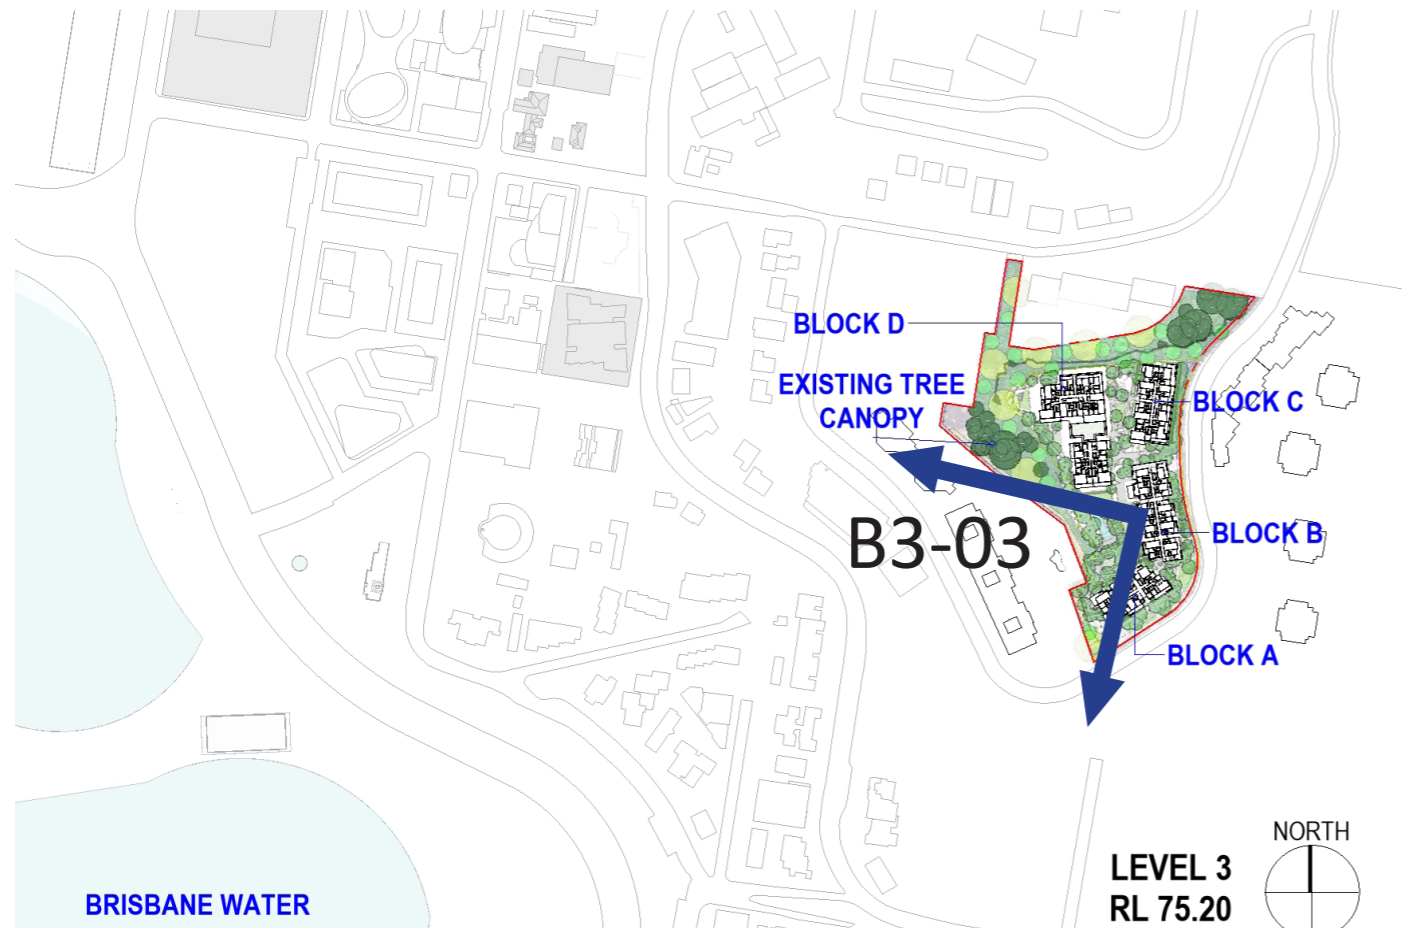 BLOCK D
EXISTING TREE
CANOPY
BLOCK C
B3-03
BLOCK B
BLOCK A
NORTH
LEVEL 3
RL 75.20
BRISBANE WATER